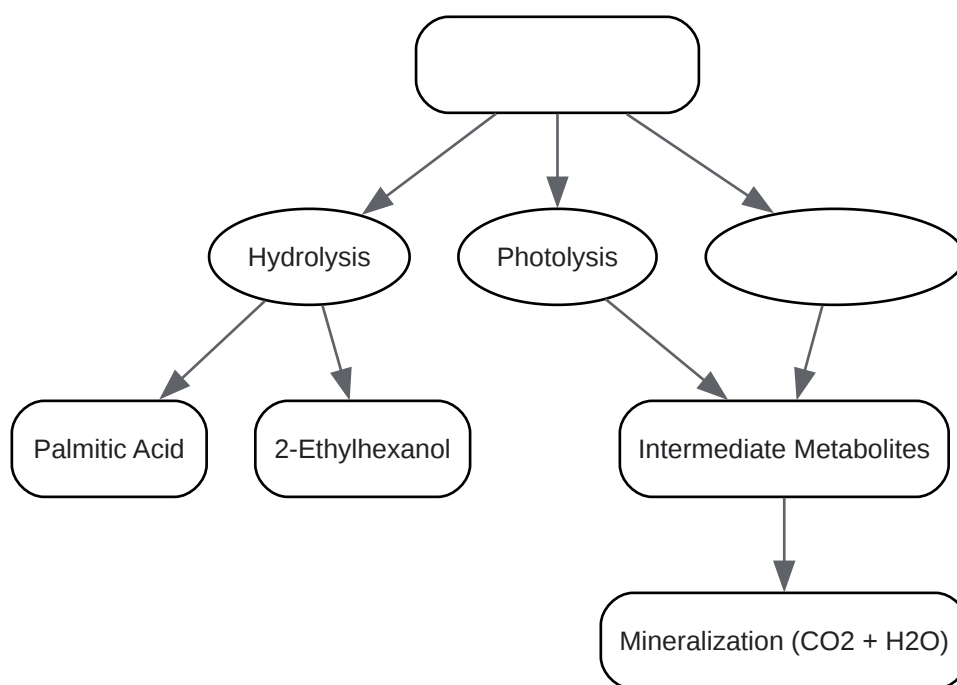 Hydrolysis
Photolysis
Palmitic Acid
2-Ethylhexanol
Intermediate Metabolites
Mineralization (CO2 + H2O)